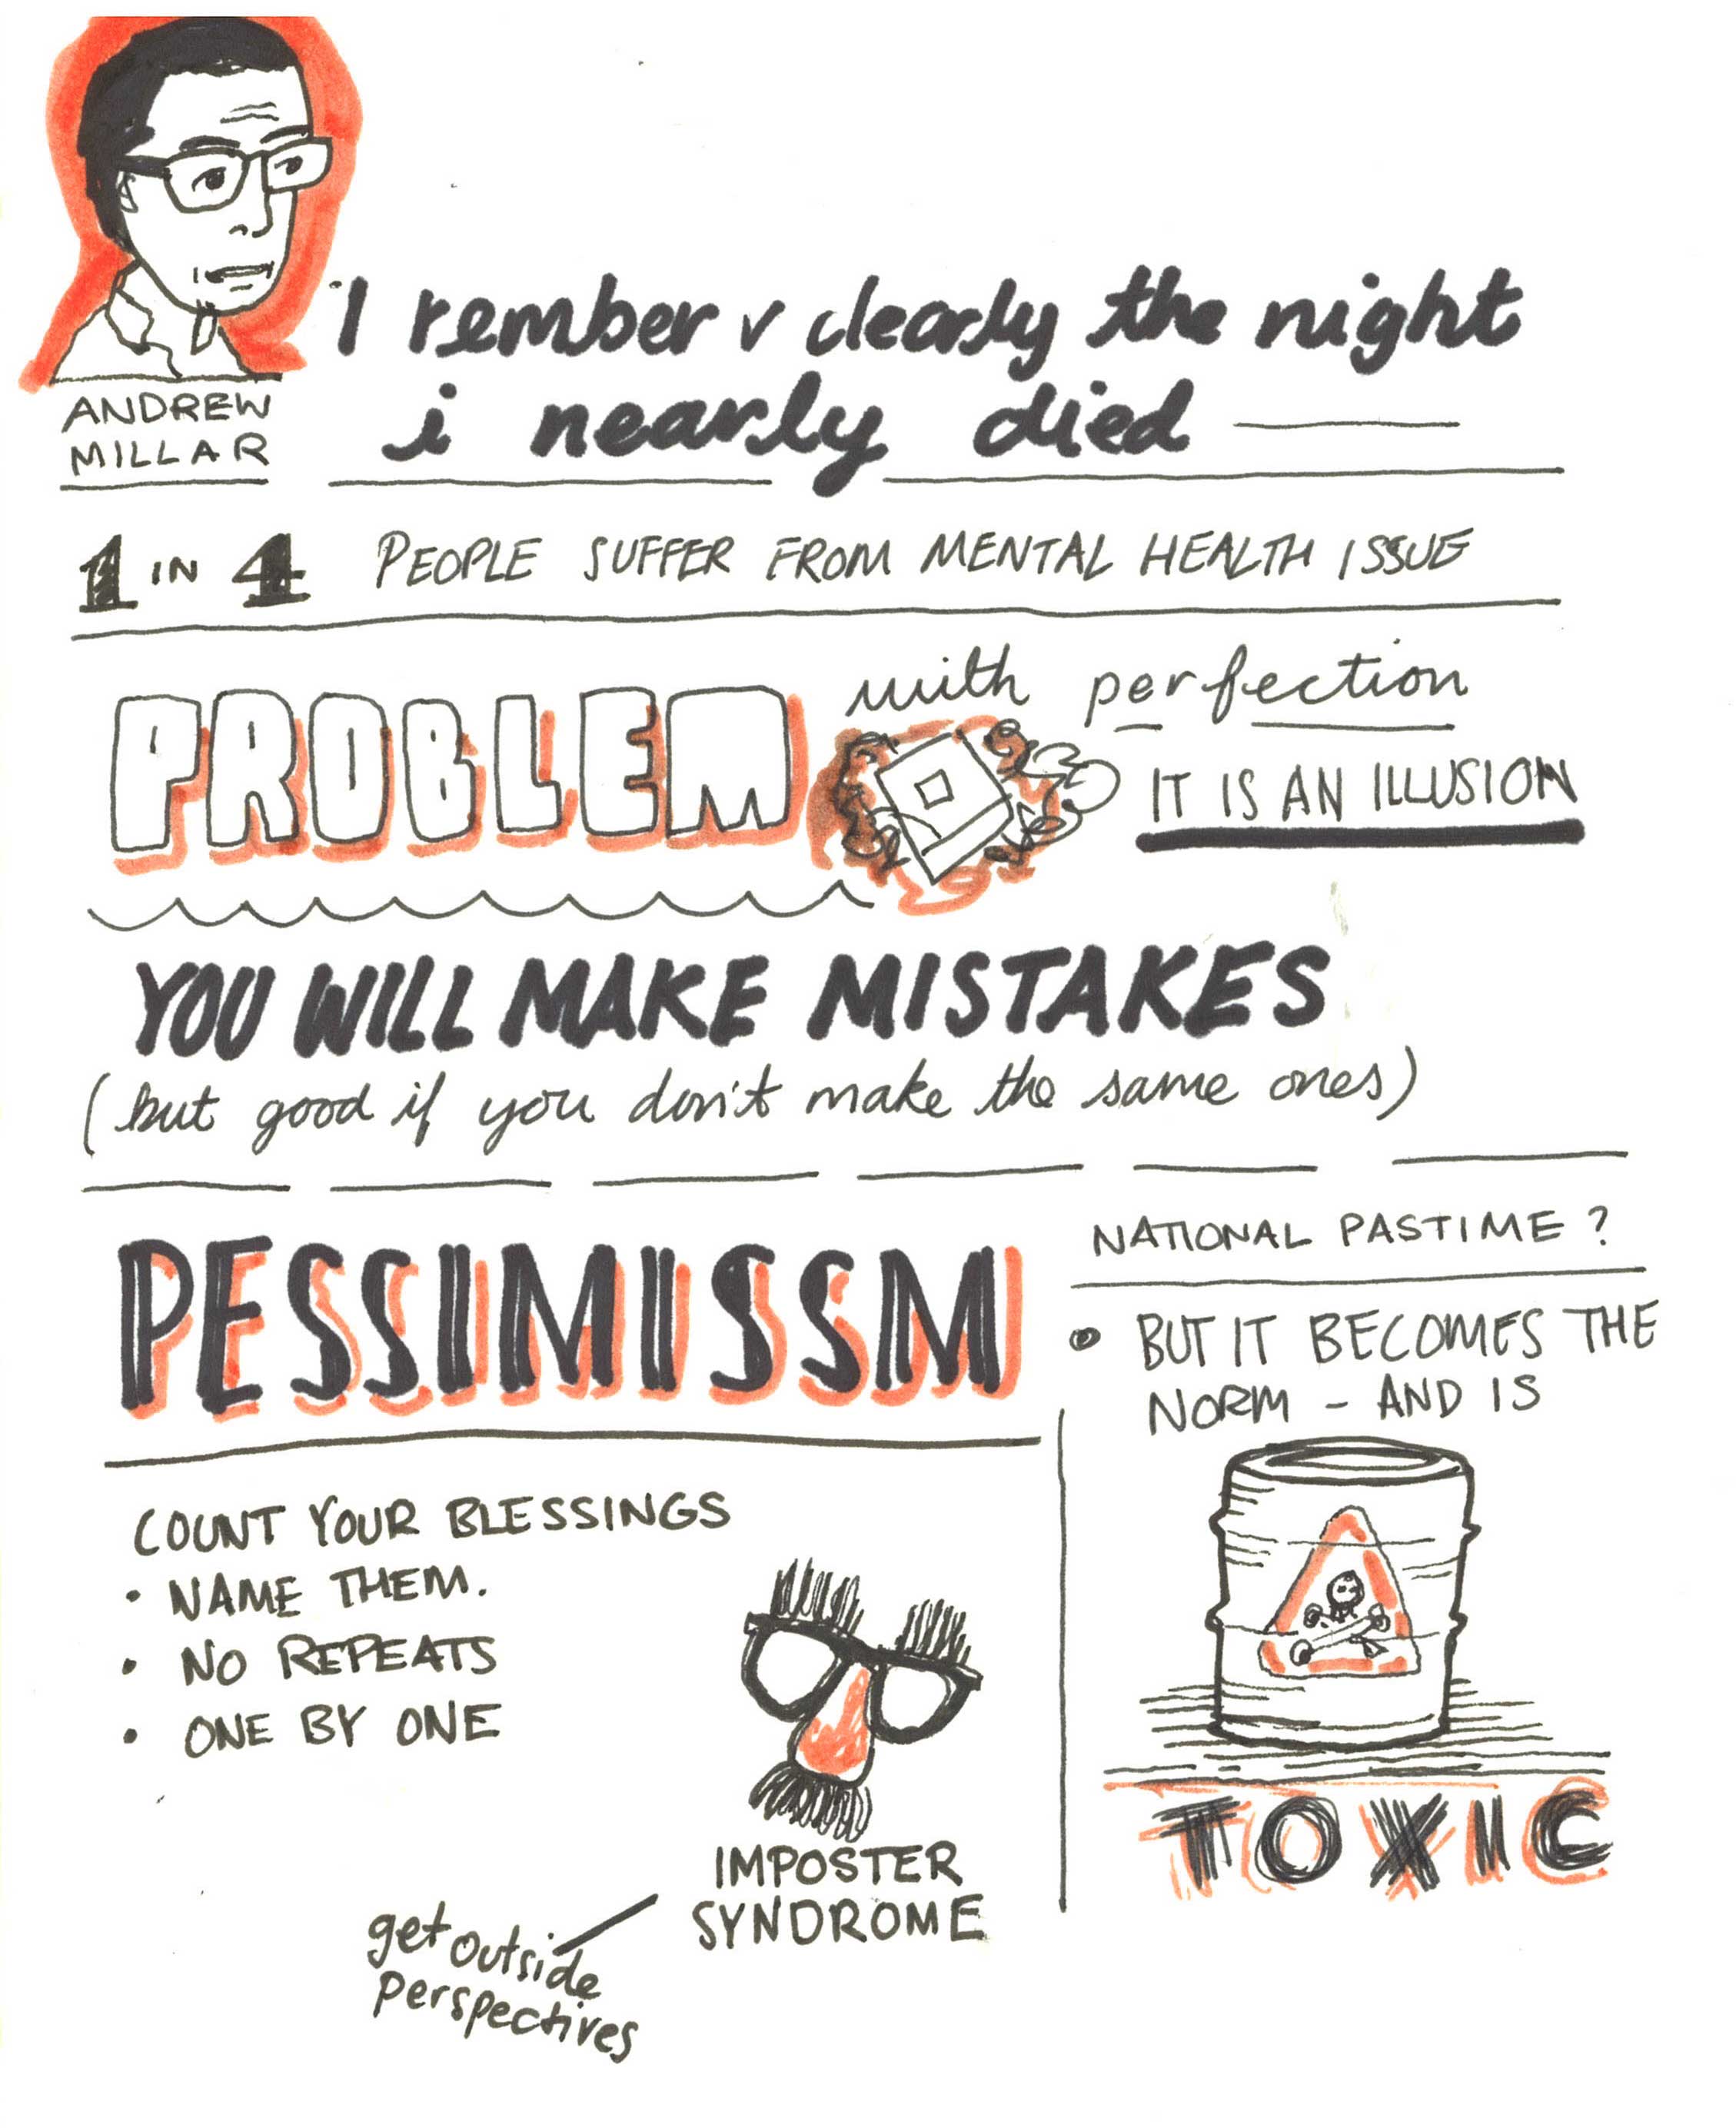 ANDREW
MILLAR
I rember v clearly the night
i nearly died
1 IN 4 PEOPLE SUFFER FROM MENTAL HEALTH ISSUE
PROBLEM with perfection
IT IS AN ILLUSION
YOU WILL MAKE MISTAKES
(but good if you don't make the same ones)
PESSIMISSM
NATIONAL PASTIME?
• BUT IT BECOMES THE
NORM - AND IS
TOXIC
COUNT YOUR BLESSINGS
• NAME THEM.
• NO REPEATS
• ONE BY ONE
IMPOSTER
SYNDROME
get outside
perspectives